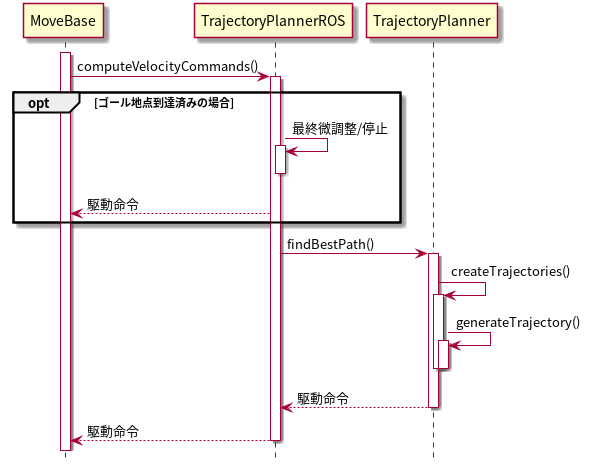 MoveBase TrajectoryPlannerROS TrajectoryPlanner
computeVelocityCommands()
opt [ゴール地点到達済みの場合]
最終微調整/停止
駆動命令
findBestPath()
createTrajectories()
generateTrajectory()
駆動命令
駆動命令